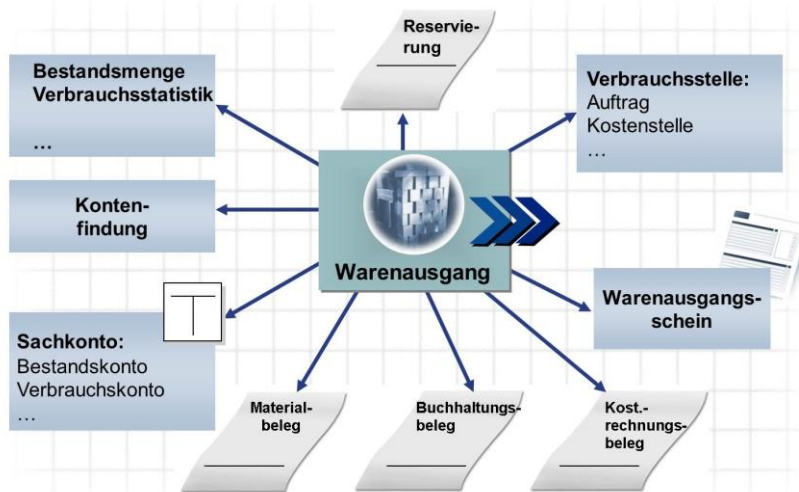 Reservie-
rung
Bestandsmenge
Verbrauchsstatistik
...
Verbrauchsstelle:
Auftrag
Kostenstelle
...
Konten-
findung
Warenausgang
Warenausgangs-
schein
Sachkonto:
Bestandskonto
Verbrauchskonto
...
Material-
beleg
Buchhaltungs-
beleg
Kost.-
rechnungs-
beleg